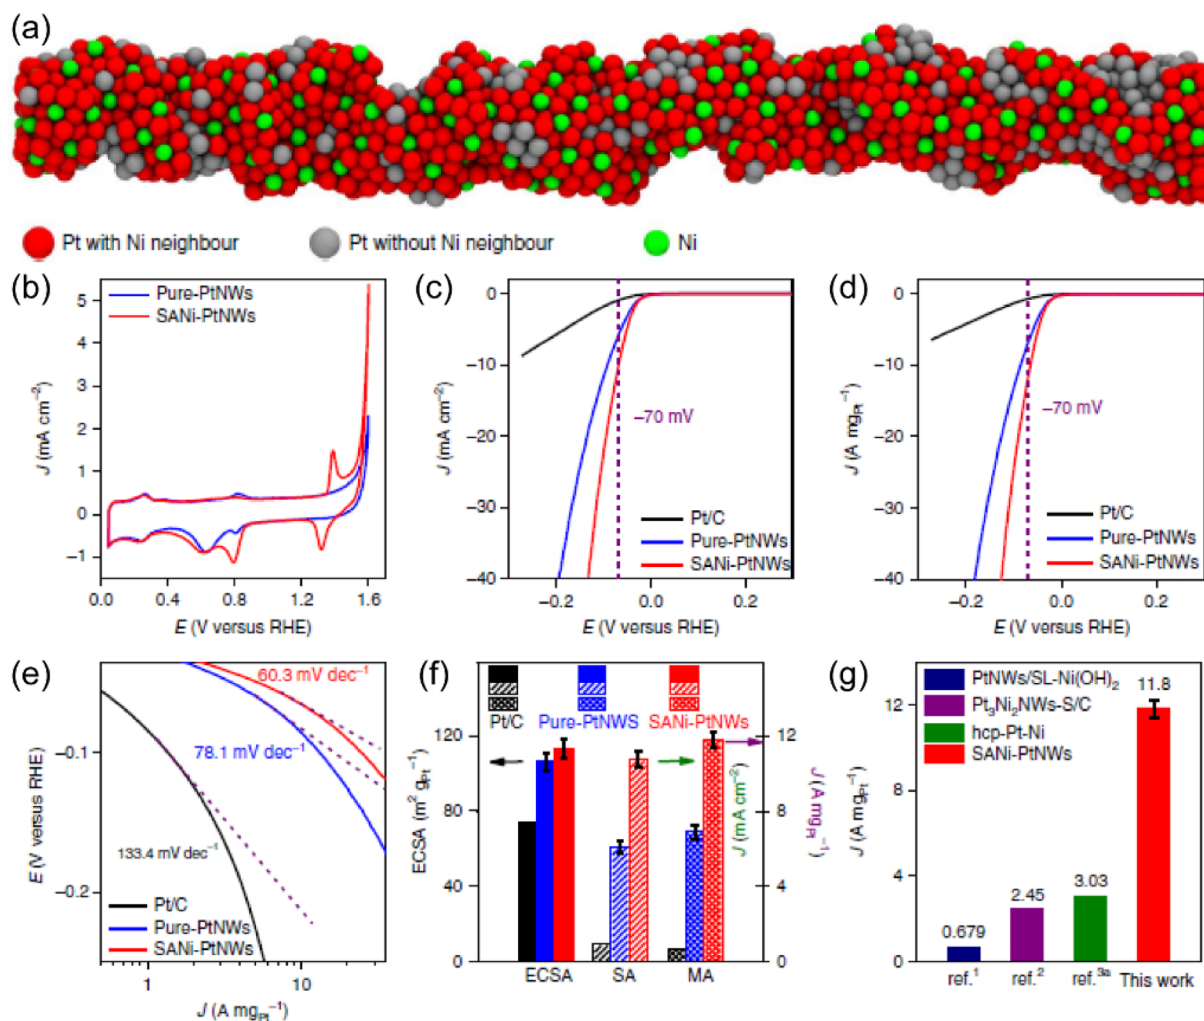 (a)
Pt with Ni neighbour
Pt without Ni neighbour
Ni
(b)
Pure-PtNWs
SANi-PtNWs
5
4
3
2
1
0
−1
J (mA cm⁻²)
0.0
0.4
0.8
1.2
1.6
E (V versus RHE)
(c)
0
−10
−20
−30
−40
J (mA cm⁻²)
−70 mV
Pt/C
Pure-PtNWs
SANi-PtNWs
−0.2
0.0
0.2
E (V versus RHE)
(d)
0
−10
−20
−30
−40
J (A mgPt⁻¹)
−70 mV
Pt/C
Pure-PtNWs
SANi-PtNWs
−0.2
0.0
0.2
E (V versus RHE)
(e)
60.3 mV dec⁻¹
78.1 mV dec⁻¹
133.4 mV dec⁻¹
−0.1
−0.2
E (V versus RHE)
Pt/C
Pure-PtNWs
SANi-PtNWs
1
10
J (A mgPt⁻¹)
(f)
Pt/C
Pure-PtNWS
SANi-PtNWs
120
80
40
0
ECSA (m² gPt⁻¹)
12
8
4
0
J (mA cm⁻²)
J (A mgPt⁻¹)
ECSA
SA
MA
(g)
PtNWs/SL-Ni(OH)₂
Pt₃Ni₂NWs-S/C
hcp-Pt-Ni
SANi-PtNWs
12
8
4
0
J (A mgPt⁻¹)
0.679
2.45
3.03
11.8
ref.¹
ref.²
ref.³ᵃ
This work